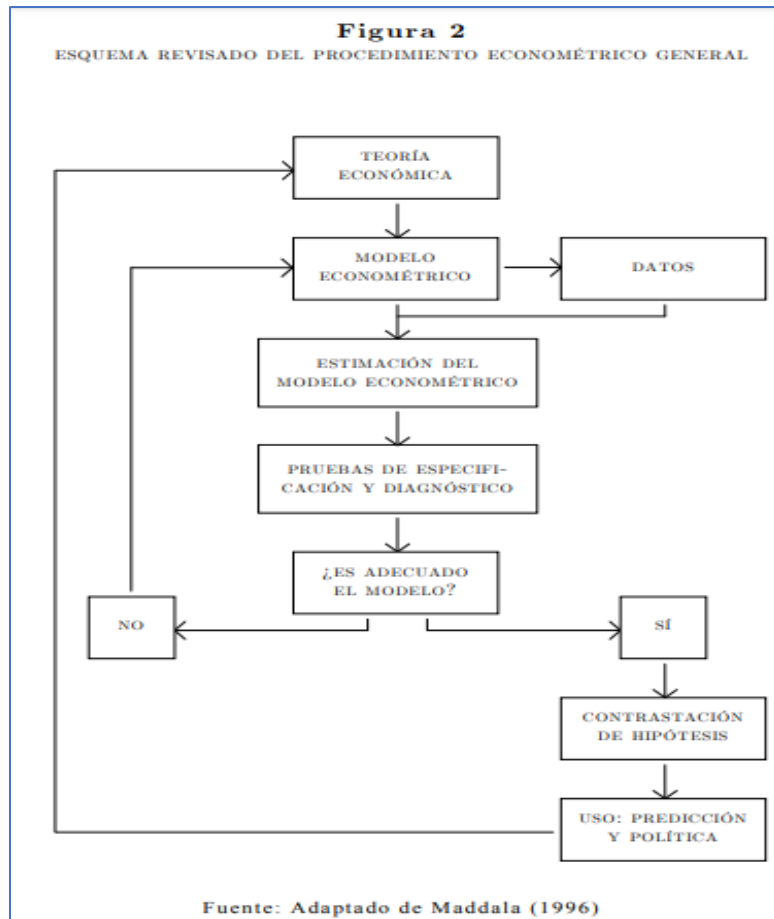 Figura 2
ESQUEMA REVISADO DEL PROCEDIMIENTO ECONOMÉTRICO GENERAL
TEORÍA
ECONÓMICA
MODELO
ECONOMÉTRICO
DATOS
ESTIMACIÓN DEL
MODELO ECONOMÉTRICO
PRUEBAS DE ESPECIFI-
CACIÓN Y DIAGNÓSTICO
¿ES ADECUADO
EL MODELO?
NO
SÍ
CONTRASTACIÓN
DE HIPÓTESIS
USO: PREDICCIÓN
Y POLÍTICA
Fuente: Adaptado de Maddala (1996)